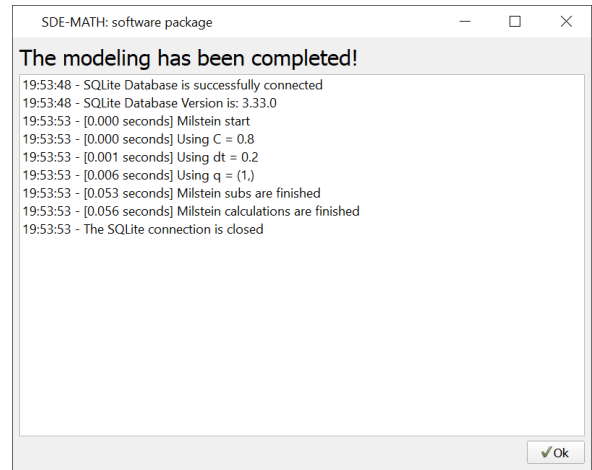 SDE-MATH: software package
The modeling has been completed!
19:53:48 - SQLite Database is successfully connected
19:53:48 - SQLite Database Version is: 3.33.0
19:53:53 - [0.000 seconds] Milstein start
19:53:53 - [0.000 seconds] Using C = 0.8
19:53:53 - [0.001 seconds] Using dt = 0.2
19:53:53 - [0.006 seconds] Using q = (1,)
19:53:53 - [0.053 seconds] Milstein subs are finished
19:53:53 - [0.056 seconds] Milstein calculations are finished
19:53:53 - The SQLite connection is closed
Ok